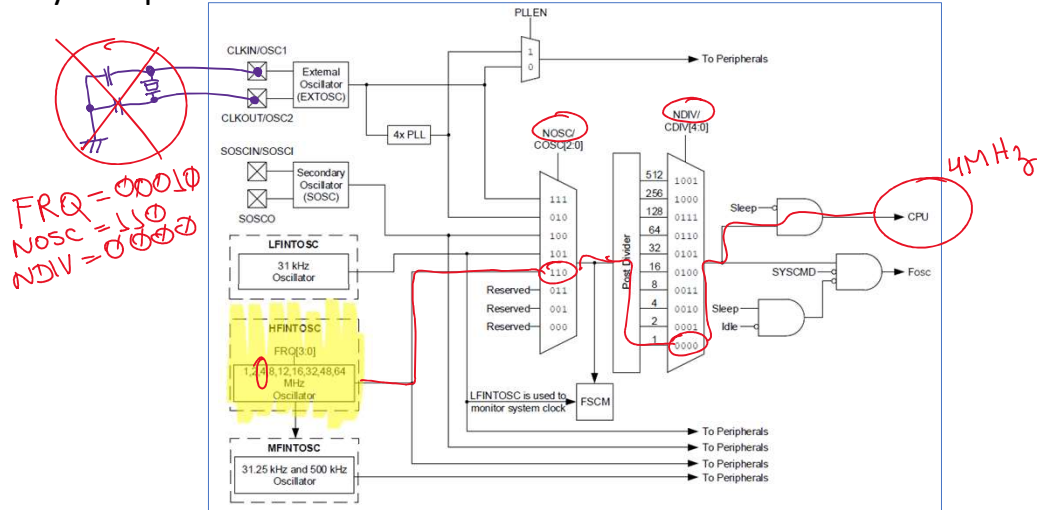 PLLEN
CLKIN/OSC1
External
Oscillator
(EXTOSC)
CLKOUT/OSC2
1
0
To Peripherals
4x PLL
NOSC/
COSC[2:0]
NDIV/
CDIV[4:0]
4MHz
SOSCIN/SOSCI
Secondary
Oscillator
(SOSC)
SOSCO
FRQ=00010
NOSC=110
NDIV=0000
LFINTOSC
31 kHz
Oscillator
111
010
100
101
110
011
001
000
Reserved
Reserved
Reserved
Post Divider
512
256
128
64
32
16
8
4
2
1
1001
1000
0111
0110
0101
0100
0011
0010
0001
0000
Sleep
CPU
SYSCMD
Fosc
Sleep
Idle
HFINTOSC
FRQ[3:0]
1,2,4,8,12,16,32,48,64
MHz
Oscillator
LFINTOSC is used to
monitor system clock
FSCM
MFINTOSC
31.25 kHz and 500 kHz
Oscillator
To Peripherals
To Peripherals
To Peripherals
To Peripherals